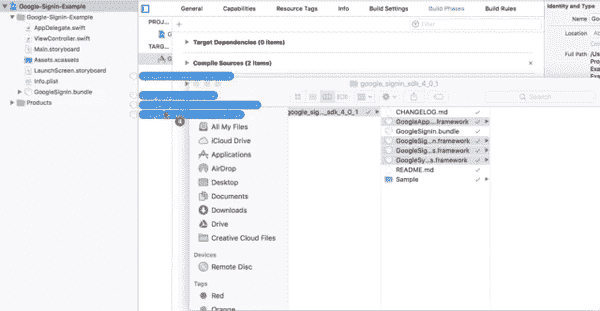 Google-Signin-Example
Google-Signin-Example
AppDelegate.swift
ViewController.swift
Main.storyboard
Assets.xcassets
LaunchScreen.storyboard
Info.plist
GoogleSignIn.bundle
Products
General
Capabilities
Resource Tags
Info
Build Settings
Build Phases
Build Rules
PROJ...
TARG...
Filter
Target Dependencies (0 items)
Compile Sources (2 items)
Identity and Type
Name
Location
Full Path
google_signin_sdk_4_0_1
Search
google_sig..._sdk_4_0_1
All My Files
iCloud Drive
Applications
AirDrop
Desktop
Documents
Downloads
Drive
Creative Cloud Files
Devices
Remote Disc
Tags
Red
Orange
CHANGELOG.md
GoogleApp....framework
GoogleSignIn.bundle
GoogleSig...n.framework
GoogleSig...s.framework
GoogleSy...s.framework
README.md
Sample
4